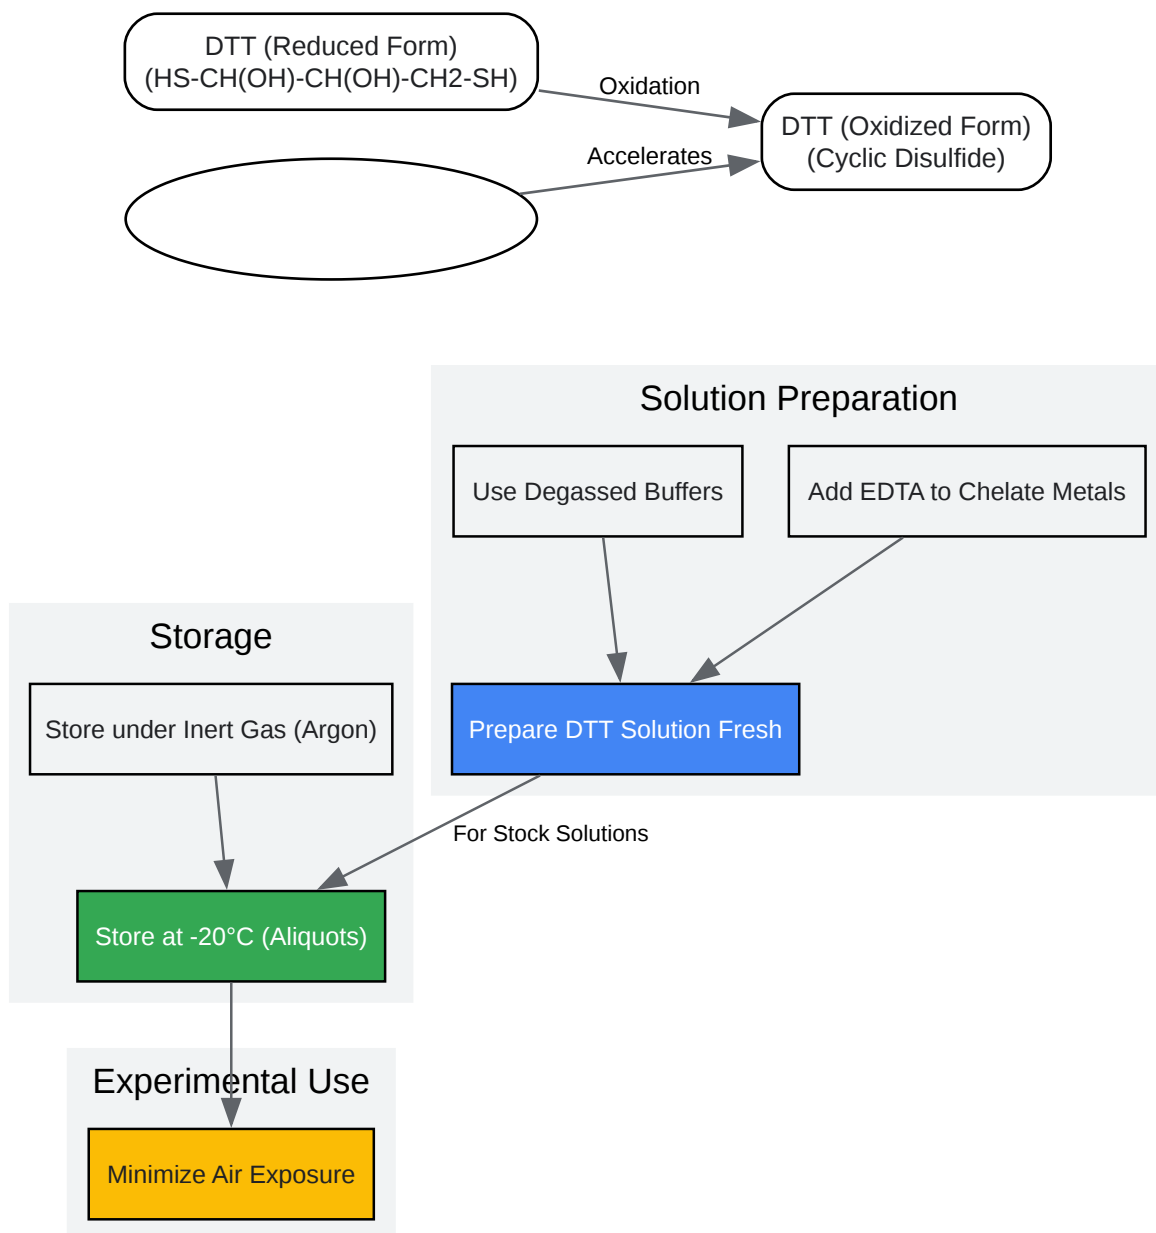 DTT (Reduced Form)
(HS-CH(OH)-CH(OH)-CH2-SH)
Oxidation
Accelerates
DTT (Oxidized Form)
(Cyclic Disulfide)
Solution Preparation
Use Degassed Buffers
Add EDTA to Chelate Metals
Prepare DTT Solution Fresh
Storage
Store under Inert Gas (Argon)
For Stock Solutions
Store at -20°C (Aliquots)
Experimental Use
Minimize Air Exposure